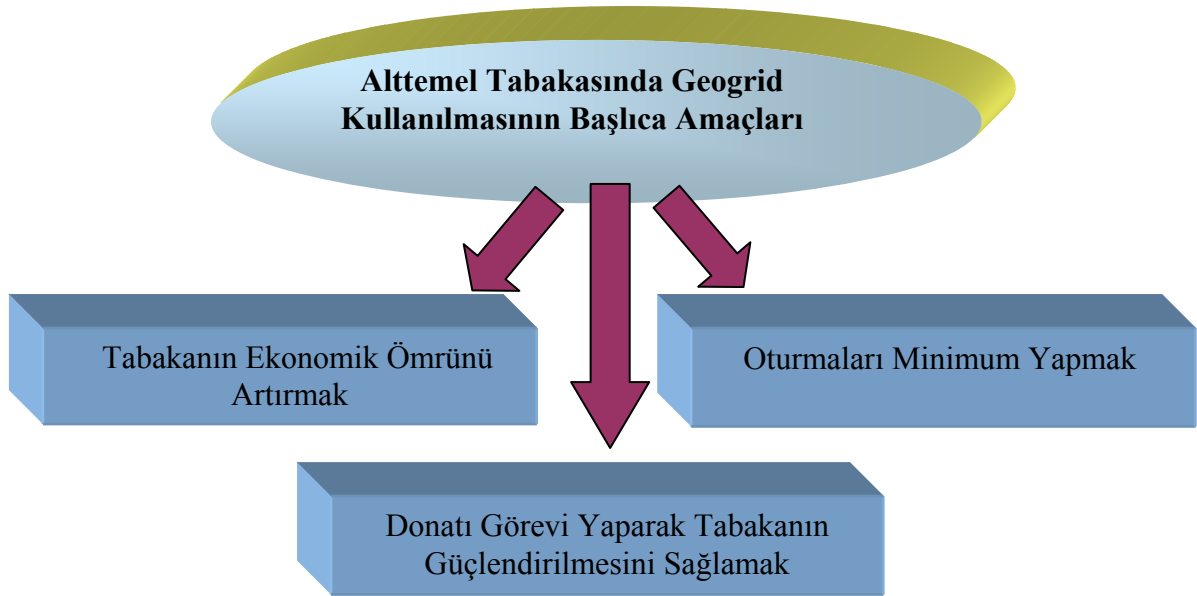 Alttemel Tabakasında Geogrid
Kullanılmasının Başlıca Amaçları
Tabakanın Ekonomik Ömrünü
Artırmak
Oturmaları Minimum Yapmak
Donatı Görevi Yaparak Tabakanın
Güçlendirilmesini Sağlamak